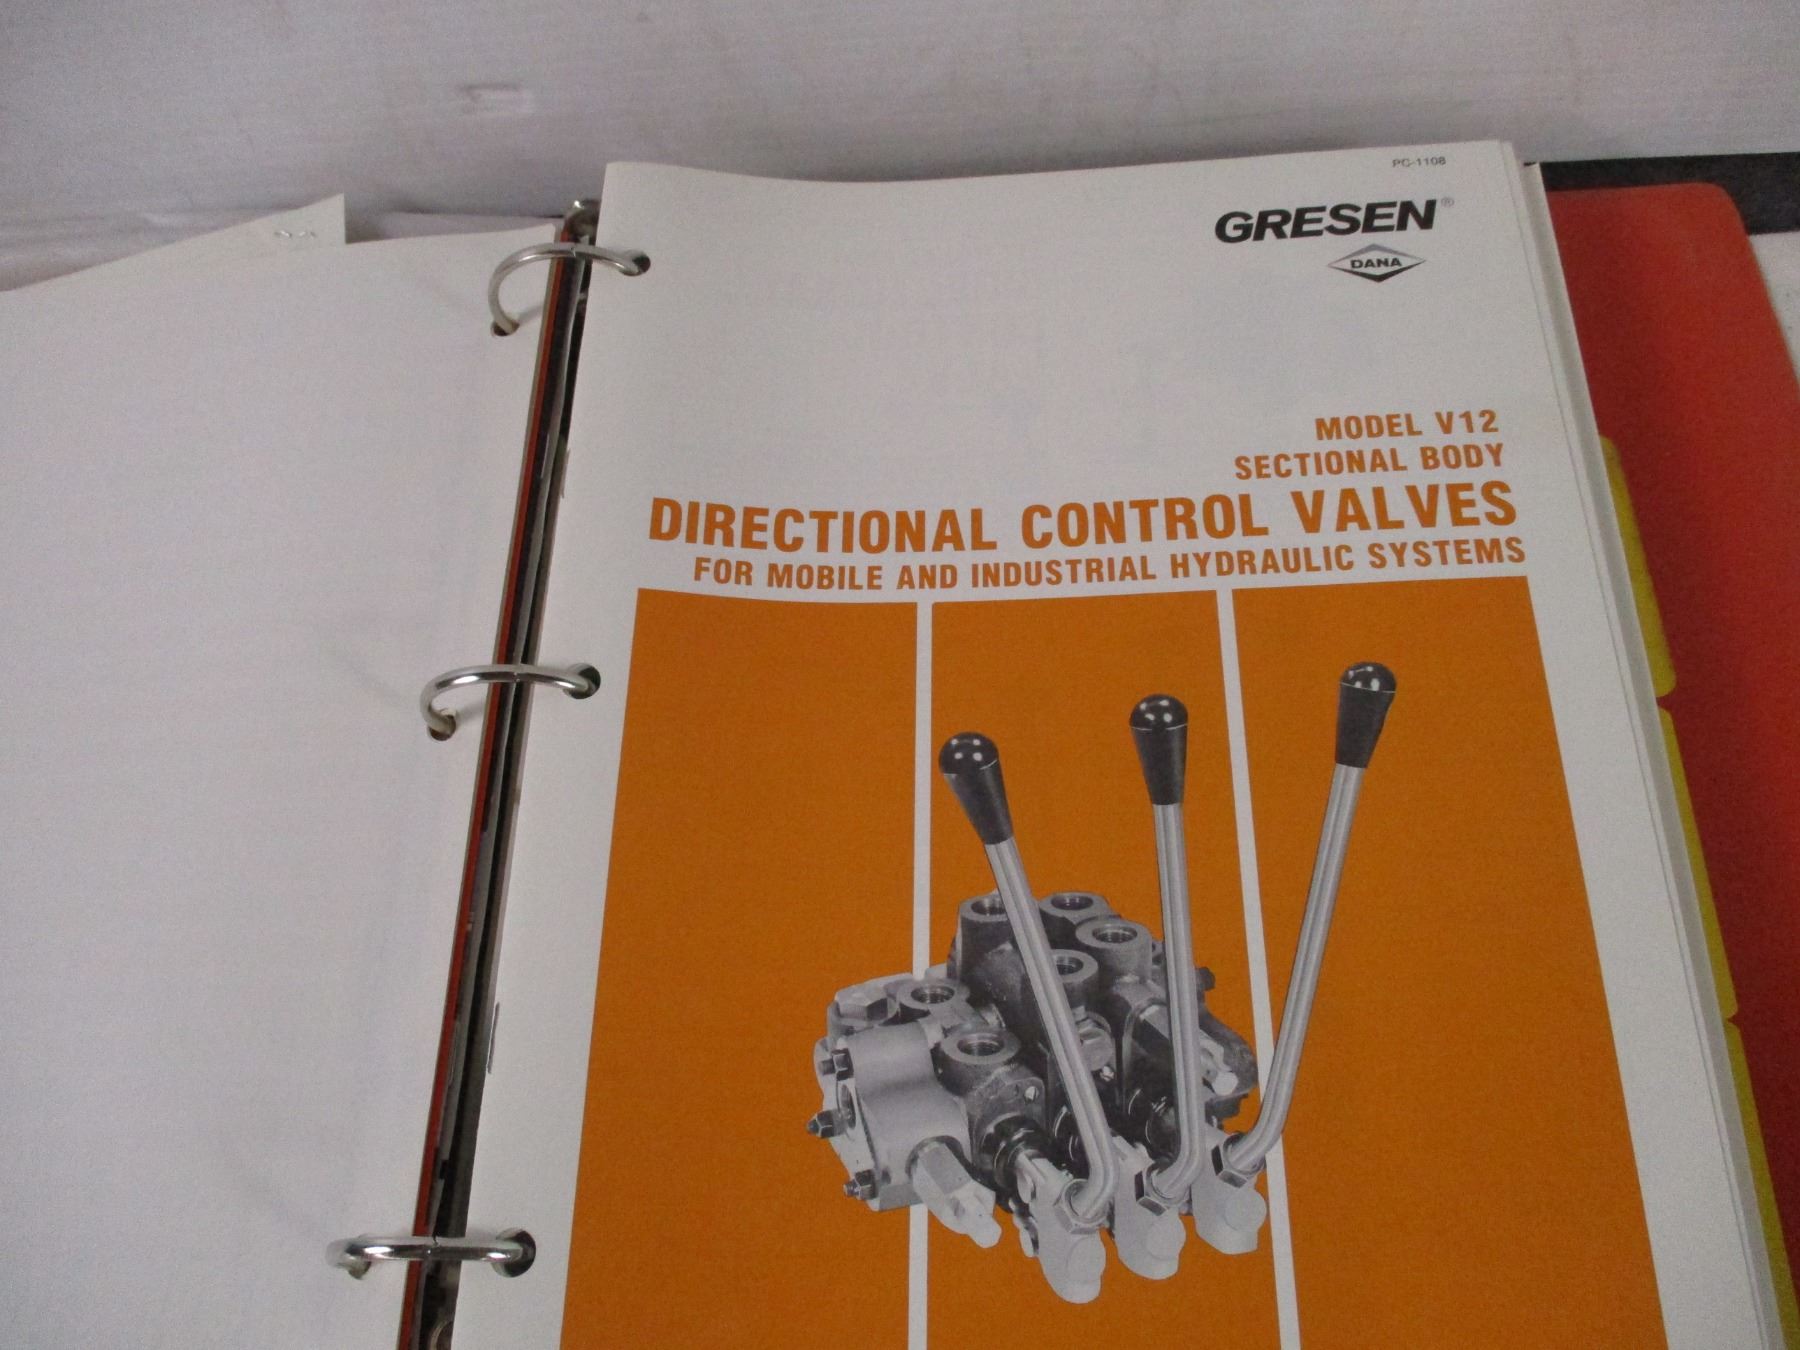 PC-1108
GRESEN®
DANA
MODEL V12
SECTIONAL BODY
DIRECTIONAL CONTROL VALVES
FOR MOBILE AND INDUSTRIAL HYDRAULIC SYSTEMS